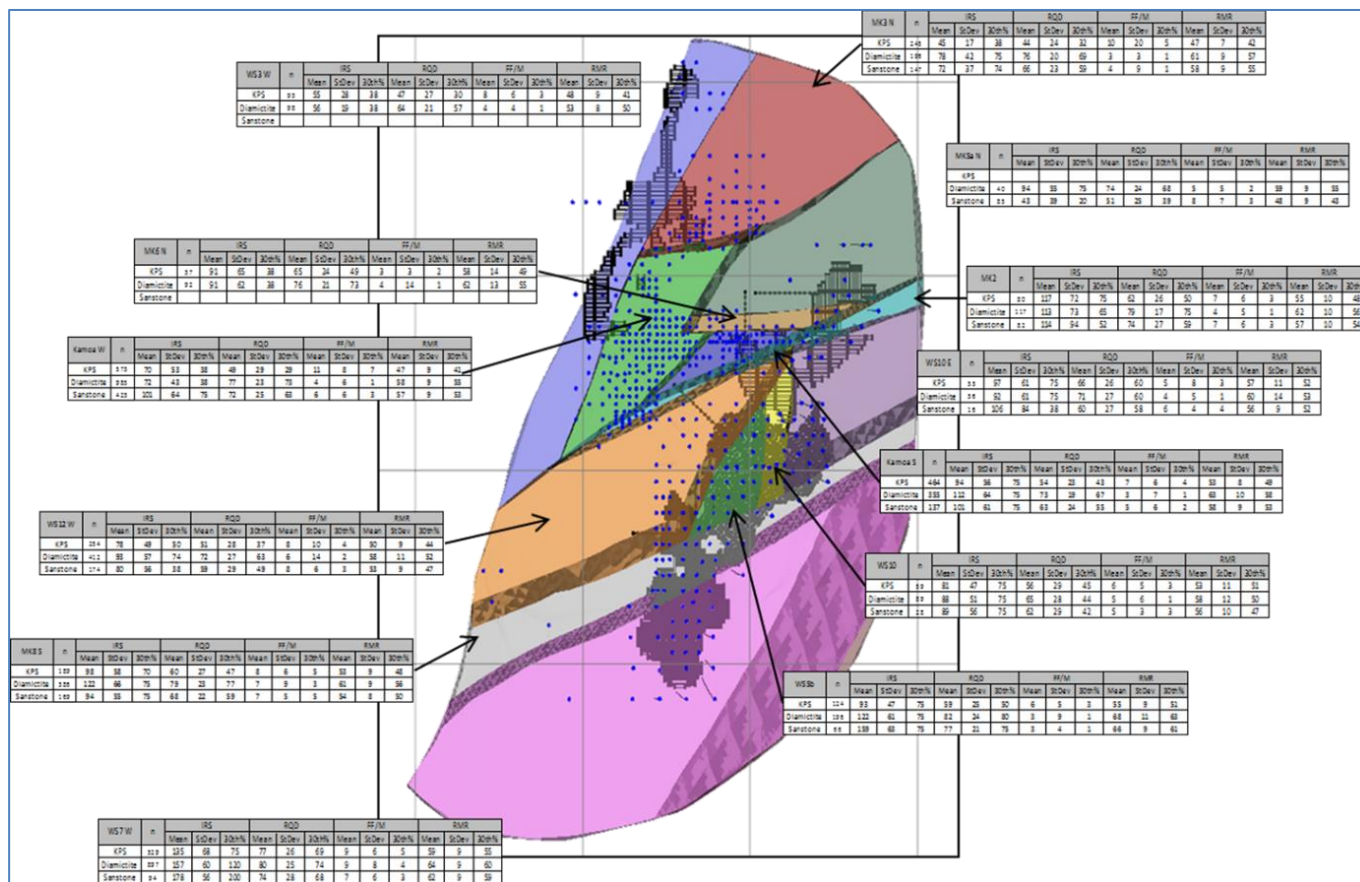 MK3 N n IRS RQD FF/M RMR
Mean StDev 30th% Mean StDev 30th% Mean StDev 30th% Mean StDev 30th%
KPS 45 17 38 44 24 32 10 20 5 47 7 42
Diamictite 78 42 75 76 20 69 3 3 1 61 9 57
Sanstone 147 72 37 74 66 23 59 4 9 1 58 9 55
WS3 W n IRS RQD FF/M RMR
Mean StDev 30th% Mean StDev 30th% Mean StDev 30th% Mean StDev 30th%
KPS 55 28 38 47 27 30 8 6 3 48 9 41
Diamictite 56 19 38 64 21 57 4 4 1 53 8 50
Sanstone
MK5a N n IRS RQD FF/M RMR
Mean StDev 30th% Mean StDev 30th% Mean StDev 30th% Mean StDev 30th%
KPS
Diamictite 94 55 75 74 24 68 5 5 2 59 9 55
Sanstone 43 39 20 51 25 39 8 7 3 48 9 43
MK6 N n IRS RQD FF/M RMR
Mean StDev 30th% Mean StDev 30th% Mean StDev 30th% Mean StDev 30th%
KPS 91 65 38 65 24 49 3 3 2 58 14 49
Diamictite 91 62 38 76 21 73 4 14 1 62 13 55
Sanstone
MK2 n IRS RQD FF/M RMR
Mean StDev 30th% Mean StDev 30th% Mean StDev 30th% Mean StDev 30th%
KPS 117 72 75 62 26 50 7 6 3 55 10 48
Diamictite 117 113 73 65 79 17 75 4 5 1 62 10 56
Sanstone 114 94 52 74 27 59 7 6 3 57 10 54
Kamoa W n IRS RQD FF/M RMR
Mean StDev 30th% Mean StDev 30th% Mean StDev 30th% Mean StDev 30th%
KPS 70 53 38 49 29 29 11 8 7 47 9 41
Diamictite 72 43 38 77 23 73 4 6 1 58 9 55
Sanstone 101 64 75 72 25 63 6 6 3 57 9 53
WS10 E n IRS RQD FF/M RMR
Mean StDev 30th% Mean StDev 30th% Mean StDev 30th% Mean StDev 30th%
KPS 97 61 75 66 26 60 5 8 3 57 11 52
Diamictite 92 61 75 71 27 60 4 5 1 60 14 53
Sanstone 106 84 38 60 27 58 6 4 4 56 9 52
Kamoa S n IRS RQD FF/M RMR
Mean StDev 30th% Mean StDev 30th% Mean StDev 30th% Mean StDev 30th%
KPS 464 94 56 75 54 23 43 7 6 4 53 8 49
Diamictite 355 112 64 75 73 19 67 3 7 1 63 10 58
Sanstone 137 101 61 75 63 24 55 5 6 2 58 9 53
WS12 W n IRS RQD FF/M RMR
Mean StDev 30th% Mean StDev 30th% Mean StDev 30th% Mean StDev 30th%
KPS 78 49 50 51 28 37 8 10 4 50 9 44
Diamictite 93 57 74 72 27 63 6 14 2 58 11 52
Sanstone 174 80 56 38 59 29 49 8 6 3 53 9 47
WS10 n IRS RQD FF/M RMR
Mean StDev 30th% Mean StDev 30th% Mean StDev 30th% Mean StDev 30th%
KPS 81 47 75 56 29 45 6 5 3 53 11 51
Diamictite 88 51 75 65 28 44 5 6 1 58 12 50
Sanstone 89 56 75 62 29 42 5 3 3 56 10 47
MK8 S n IRS RQD FF/M RMR
Mean StDev 30th% Mean StDev 30th% Mean StDev 30th% Mean StDev 30th%
KPS 98 58 70 60 27 47 8 6 5 53 9 48
Diamictite 122 66 75 79 23 77 7 9 3 61 9 56
Sanstone 94 55 75 68 22 59 7 5 5 54 8 50
WS3b n IRS RQD FF/M RMR
Mean StDev 30th% Mean StDev 30th% Mean StDev 30th% Mean StDev 30th%
KPS 93 47 75 59 25 50 6 5 3 55 9 51
Diamictite 122 61 75 82 24 80 3 9 1 68 11 63
Sanstone 139 63 75 77 21 75 3 4 1 66 9 61
WS7 W n IRS RQD FF/M RMR
Mean StDev 30th% Mean StDev 30th% Mean StDev 30th% Mean StDev 30th%
KPS 135 68 75 77 26 69 9 6 5 59 9 55
Diamictite 157 60 120 80 25 74 9 8 4 64 9 60
Sanstone 178 56 200 74 28 68 7 6 3 62 9 59